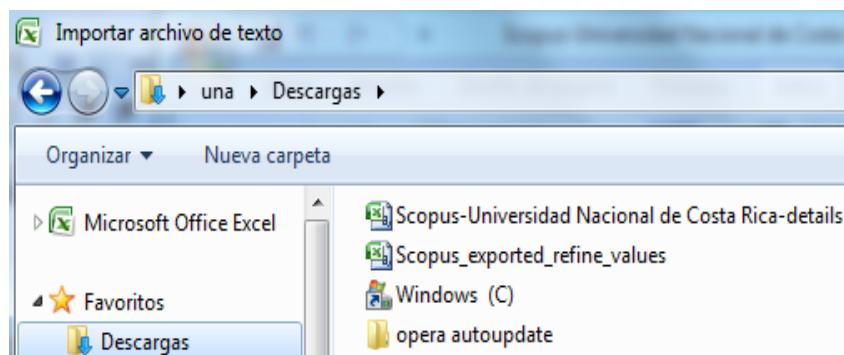 Importar archivo de texto
una Descargas
Organizar Nueva carpeta
Microsoft Office Excel
Favoritos
Descargas
Scopus-Universidad Nacional de Costa Rica-details
Scopus_exported_refine_values
Windows (C)
opera autoupdate